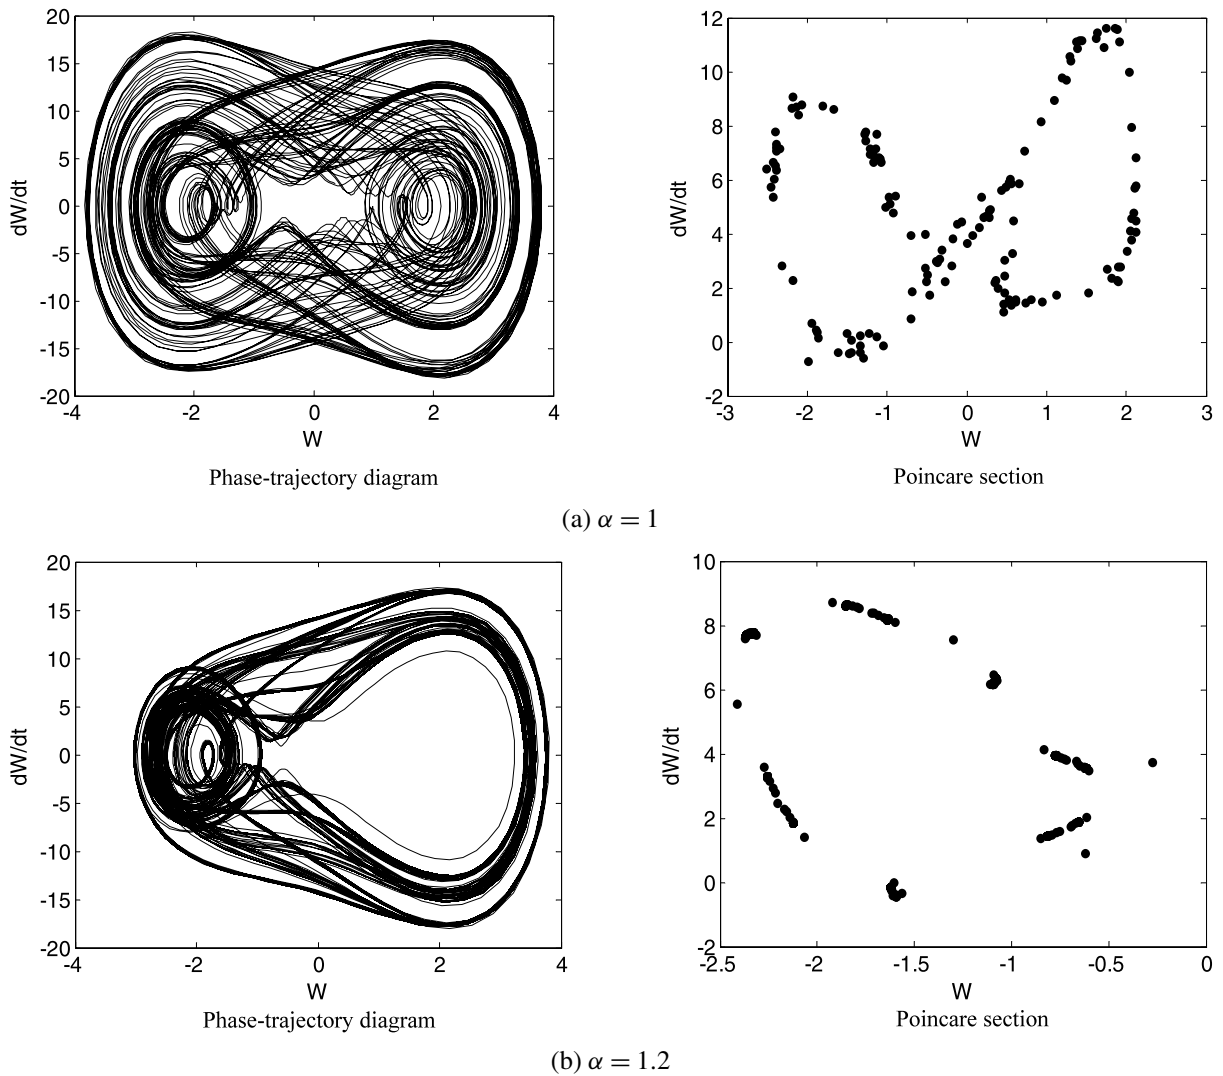 20
15
10
5
0
-5
-10
-15
-20
-4 -2 0 2 4
dW/dt
W
Phase-trajectory diagram
12
10
8
6
4
2
0
-2
-3 -2 -1 0 1 2 3
dW/dt
W
Poincare section
(a) α = 1
20
15
10
5
0
-5
-10
-15
-20
-4 -2 0 2 4
dW/dt
W
Phase-trajectory diagram
10
8
6
4
2
0
-2
-2.5 -2 -1.5 -1 -0.5 0
dW/dt
W
Poincare section
(b) α = 1.2